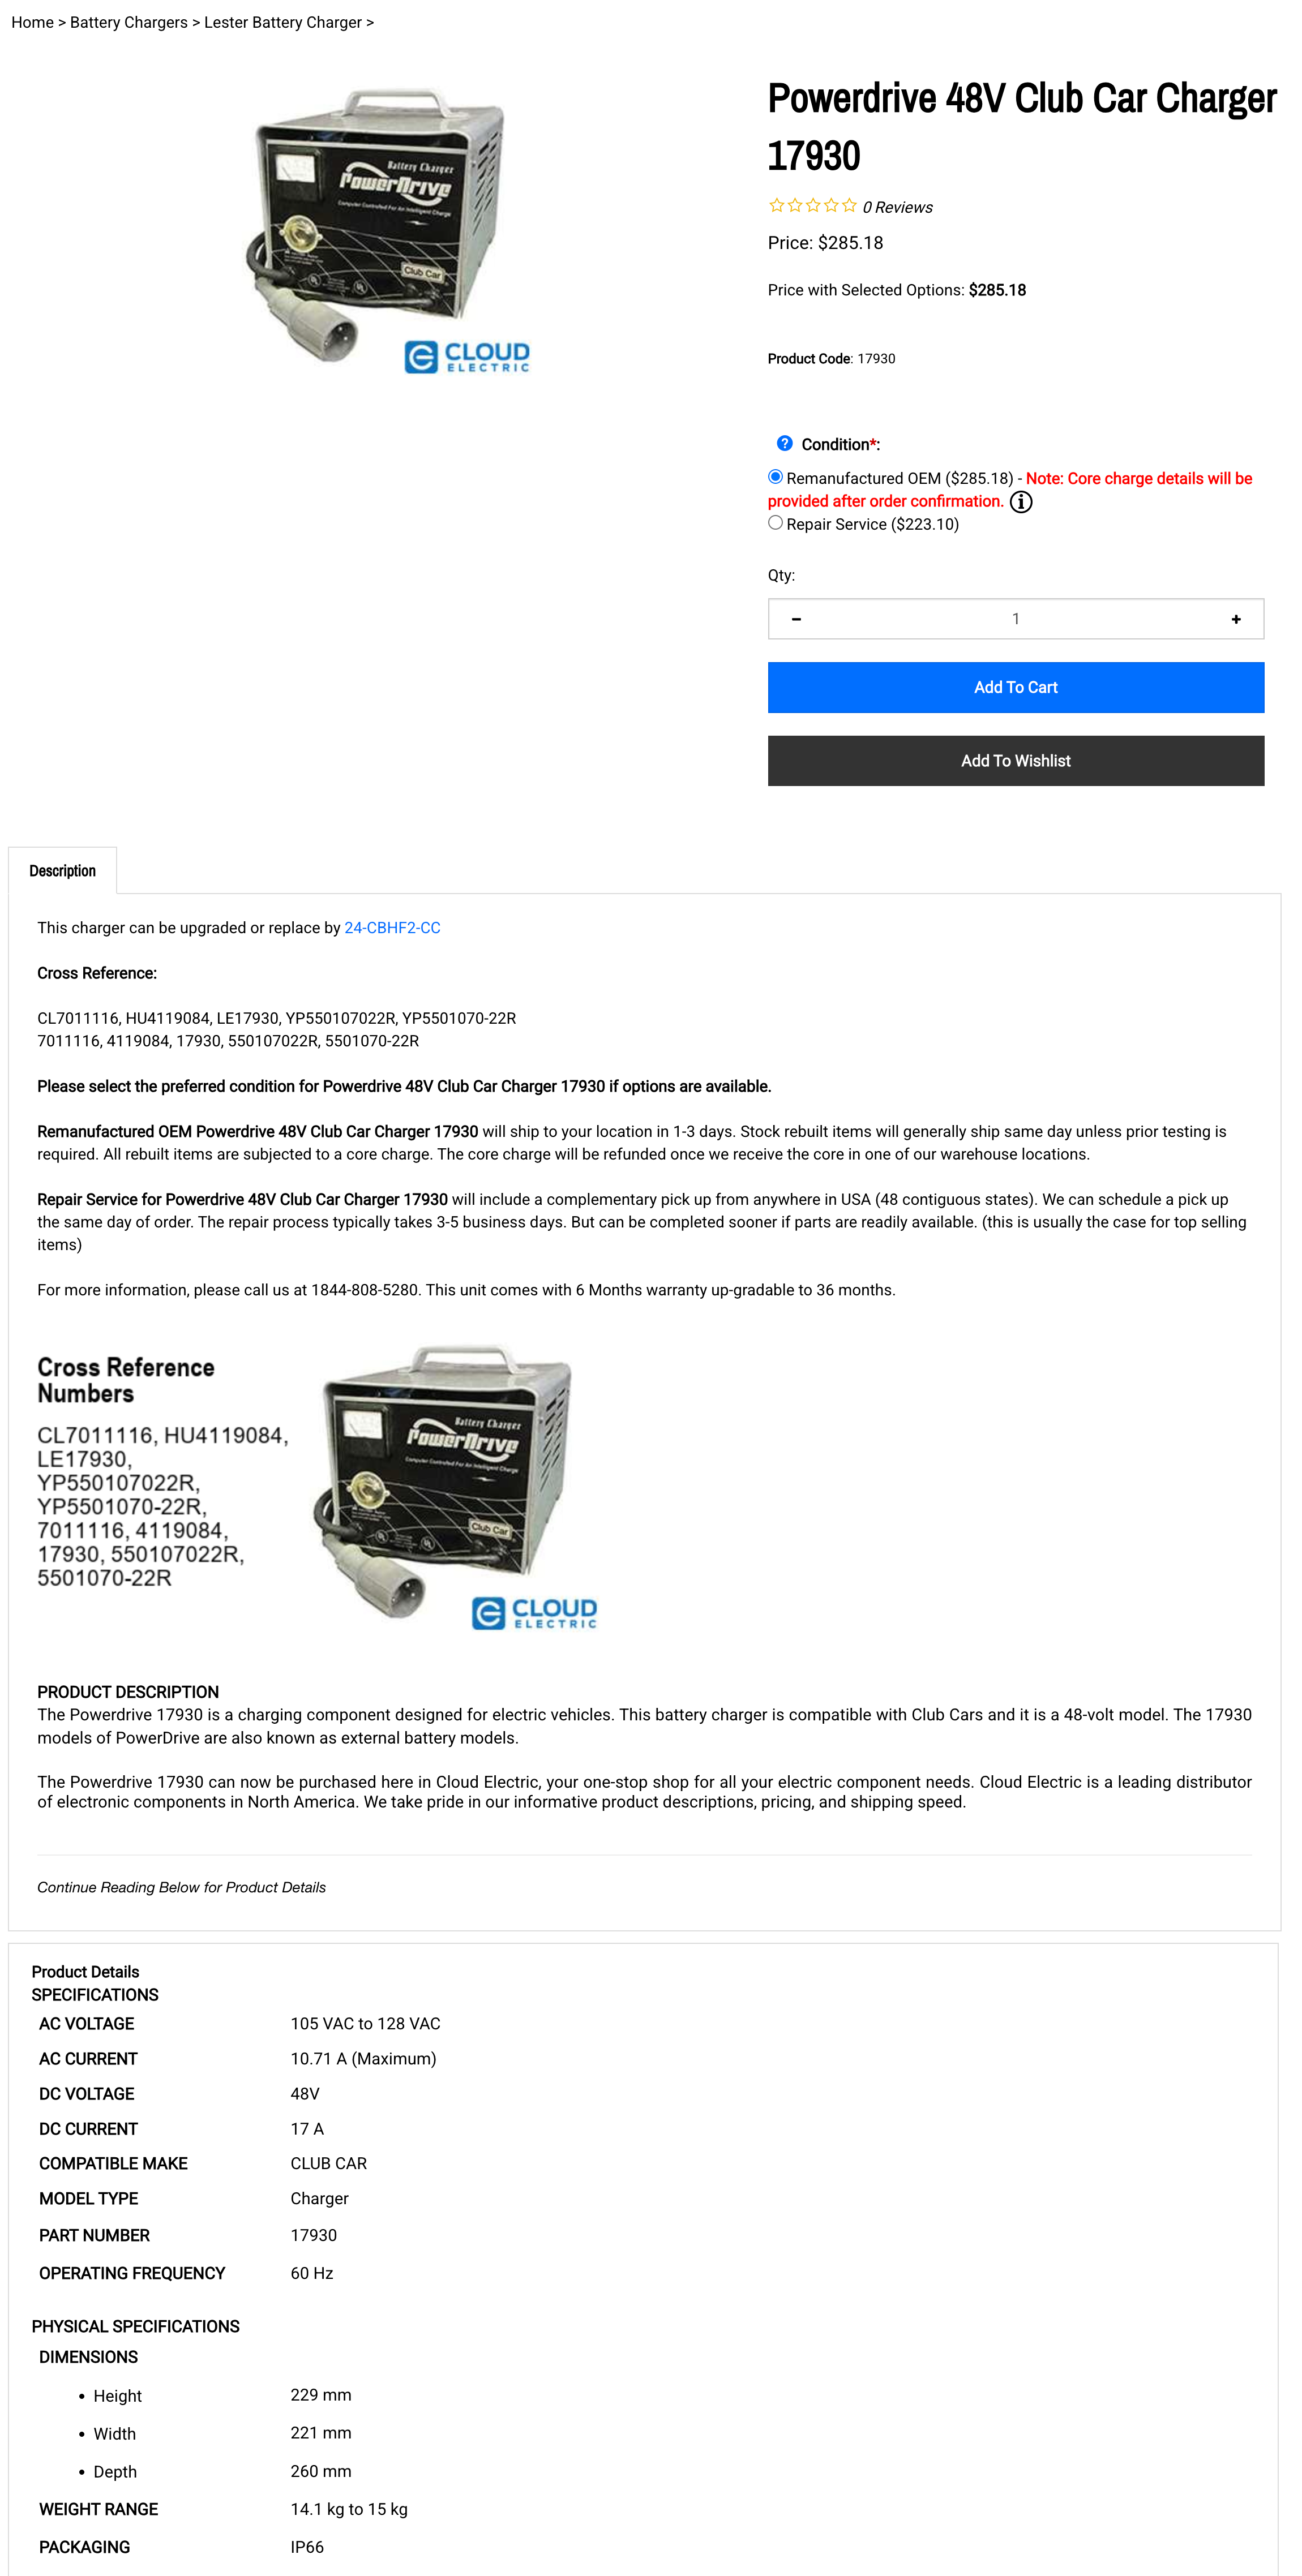 Home > Battery Chargers > Lester Battery Charger >
Battery Charger
PowerDrive
Computer Controlled For An Intelligent Charge
Club Car
CLOUD
ELECTRIC
Powerdrive 48V Club Car Charger
17930
0 Reviews
Price: $285.18
Price with Selected Options: $285.18
Product Code: 17930
? Condition*:
Remanufactured OEM ($285.18) - Note: Core charge details will be
provided after order confirmation.
Repair Service ($223.10)
Qty:
− 1 +
Add To Cart
Add To Wishlist
Description
This charger can be upgraded or replace by 24-CBHF2-CC
Cross Reference:
CL7011116, HU4119084, LE17930, YP550107022R, YP5501070-22R
7011116, 4119084, 17930, 550107022R, 5501070-22R
Please select the preferred condition for Powerdrive 48V Club Car Charger 17930 if options are available.
Remanufactured OEM Powerdrive 48V Club Car Charger 17930 will ship to your location in 1-3 days. Stock rebuilt items will generally ship same day unless prior testing is
required. All rebuilt items are subjected to a core charge. The core charge will be refunded once we receive the core in one of our warehouse locations.
Repair Service for Powerdrive 48V Club Car Charger 17930 will include a complementary pick up from anywhere in USA (48 contiguous states). We can schedule a pick up
the same day of order. The repair process typically takes 3-5 business days. But can be completed sooner if parts are readily available. (this is usually the case for top selling
items)
For more information, please call us at 1844-808-5280. This unit comes with 6 Months warranty up-gradable to 36 months.
Cross Reference
Numbers
CL7011116, HU4119084,
LE17930,
YP550107022R,
YP5501070-22R,
7011116, 4119084,
17930, 550107022R,
5501070-22R
Battery Charger
PowerDrive
Computer Controlled For An Intelligent Charge
Club Car
CLOUD
ELECTRIC
PRODUCT DESCRIPTION
The Powerdrive 17930 is a charging component designed for electric vehicles. This battery charger is compatible with Club Cars and it is a 48-volt model. The 17930
models of PowerDrive are also known as external battery models.
The Powerdrive 17930 can now be purchased here in Cloud Electric, your one-stop shop for all your electric component needs. Cloud Electric is a leading distributor
of electronic components in North America. We take pride in our informative product descriptions, pricing, and shipping speed.
Continue Reading Below for Product Details
Product Details
SPECIFICATIONS
AC VOLTAGE 105 VAC to 128 VAC
AC CURRENT 10.71 A (Maximum)
DC VOLTAGE 48V
DC CURRENT 17 A
COMPATIBLE MAKE CLUB CAR
MODEL TYPE Charger
PART NUMBER 17930
OPERATING FREQUENCY 60 Hz
PHYSICAL SPECIFICATIONS
DIMENSIONS
• Height 229 mm
• Width 221 mm
• Depth 260 mm
WEIGHT RANGE 14.1 kg to 15 kg
PACKAGING IP66